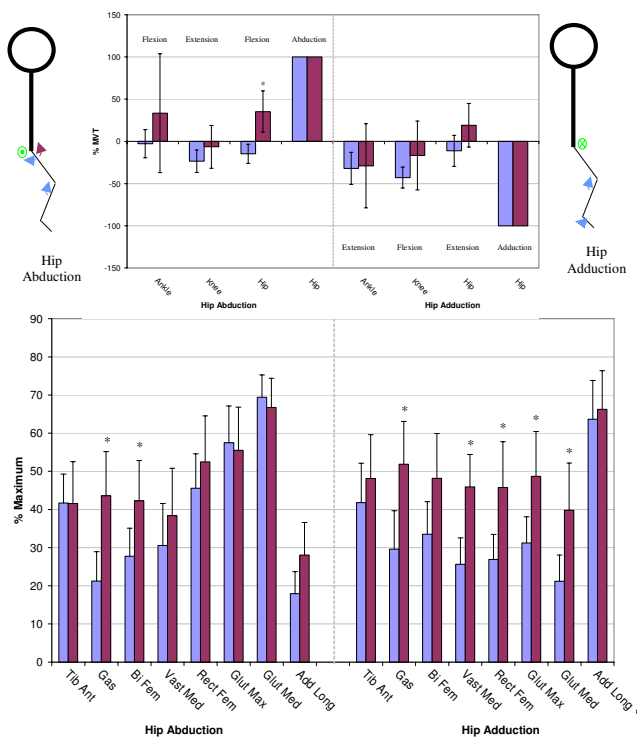 Flexion Extension Flexion Abduction
% MVT
150
100
50
0
-50
-100
-150
*
Extension Flexion Extension Adduction
Ankle Knee Hip Hip Ankle Knee Hip Hip
Hip Abduction Hip Adduction
Hip
Abduction
Hip
Adduction
% Maximum
90
80
70
60
50
40
30
20
10
0
* * * * * * *
Tib Ant Gas Bi Fem Vast Med Rect Fem Glut Max Glut Med Add Long Tib Ant Gas Bi Fem Vast Med Rect Fem Glut Max Glut Med Add Long
Hip Abduction Hip Adduction